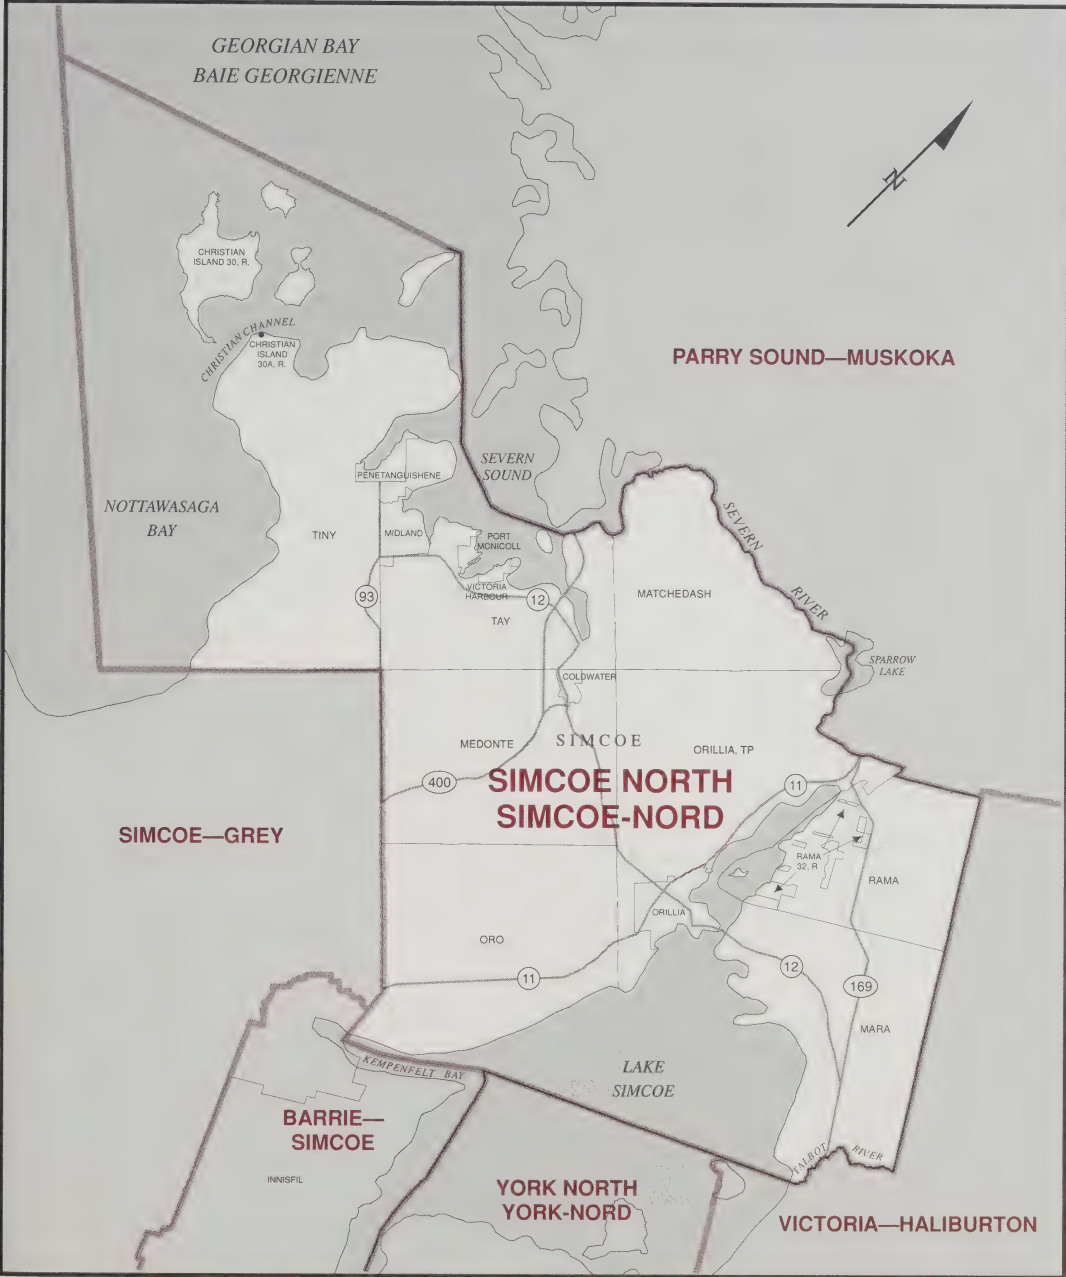 GEORGIAN BAY
BAIE GEORGIENNE
N
CHRISTIAN
ISLAND 30, R.
CHRISTIAN CHANNEL
CHRISTIAN
ISLAND
30A, R.
PARRY SOUND—MUSKOKA
SEVERN
SOUND
PENETANGUISHENE
NOTTAWASAGA
BAY
TINY
MIDLAND
PORT
MCNICOLL
SEVERN
RIVER
93
VICTORIA
HARBOUR
12
MATCHEDASH
TAY
SPARROW
LAKE
COLDWATER
MEDONTE
SIMCOE
ORILLIA, TP
400
SIMCOE NORTH
SIMCOE-NORD
11
SIMCOE—GREY
RAMA
32, R
RAMA
ORILLIA
ORO
11
12
169
MARA
LAKE
SIMCOE
KEMPENFELT BAY
BARRIE—
SIMCOE
TALBOT
RIVER
INNISFIL
YORK NORTH
YORK-NORD
VICTORIA—HALIBURTON